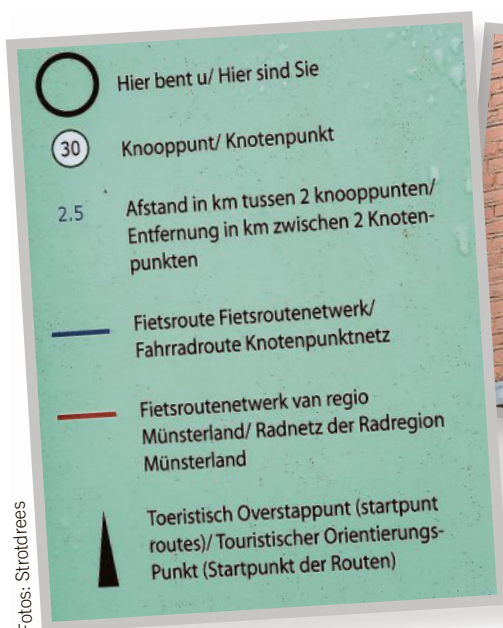 Hier bent u/ Hier sind Sie
30 Knooppunt/ Knotenpunkt
2.5 Afstand in km tussen 2 knooppunten/
Entfernung in km zwischen 2 Knoten-
punkten
Fietsroute Fietsroutenetwerk/
Fahrradroute Knotenpunktnetz
Fietsroutenetwerk van regio
Münsterland/ Radnetz der Radregion
Münsterland
Toeristisch Overstappunt (startpunt
routes)/ Touristischer Orientierungs-
Punkt (Startpunkt der Routen)
Fotos: Strotdrees